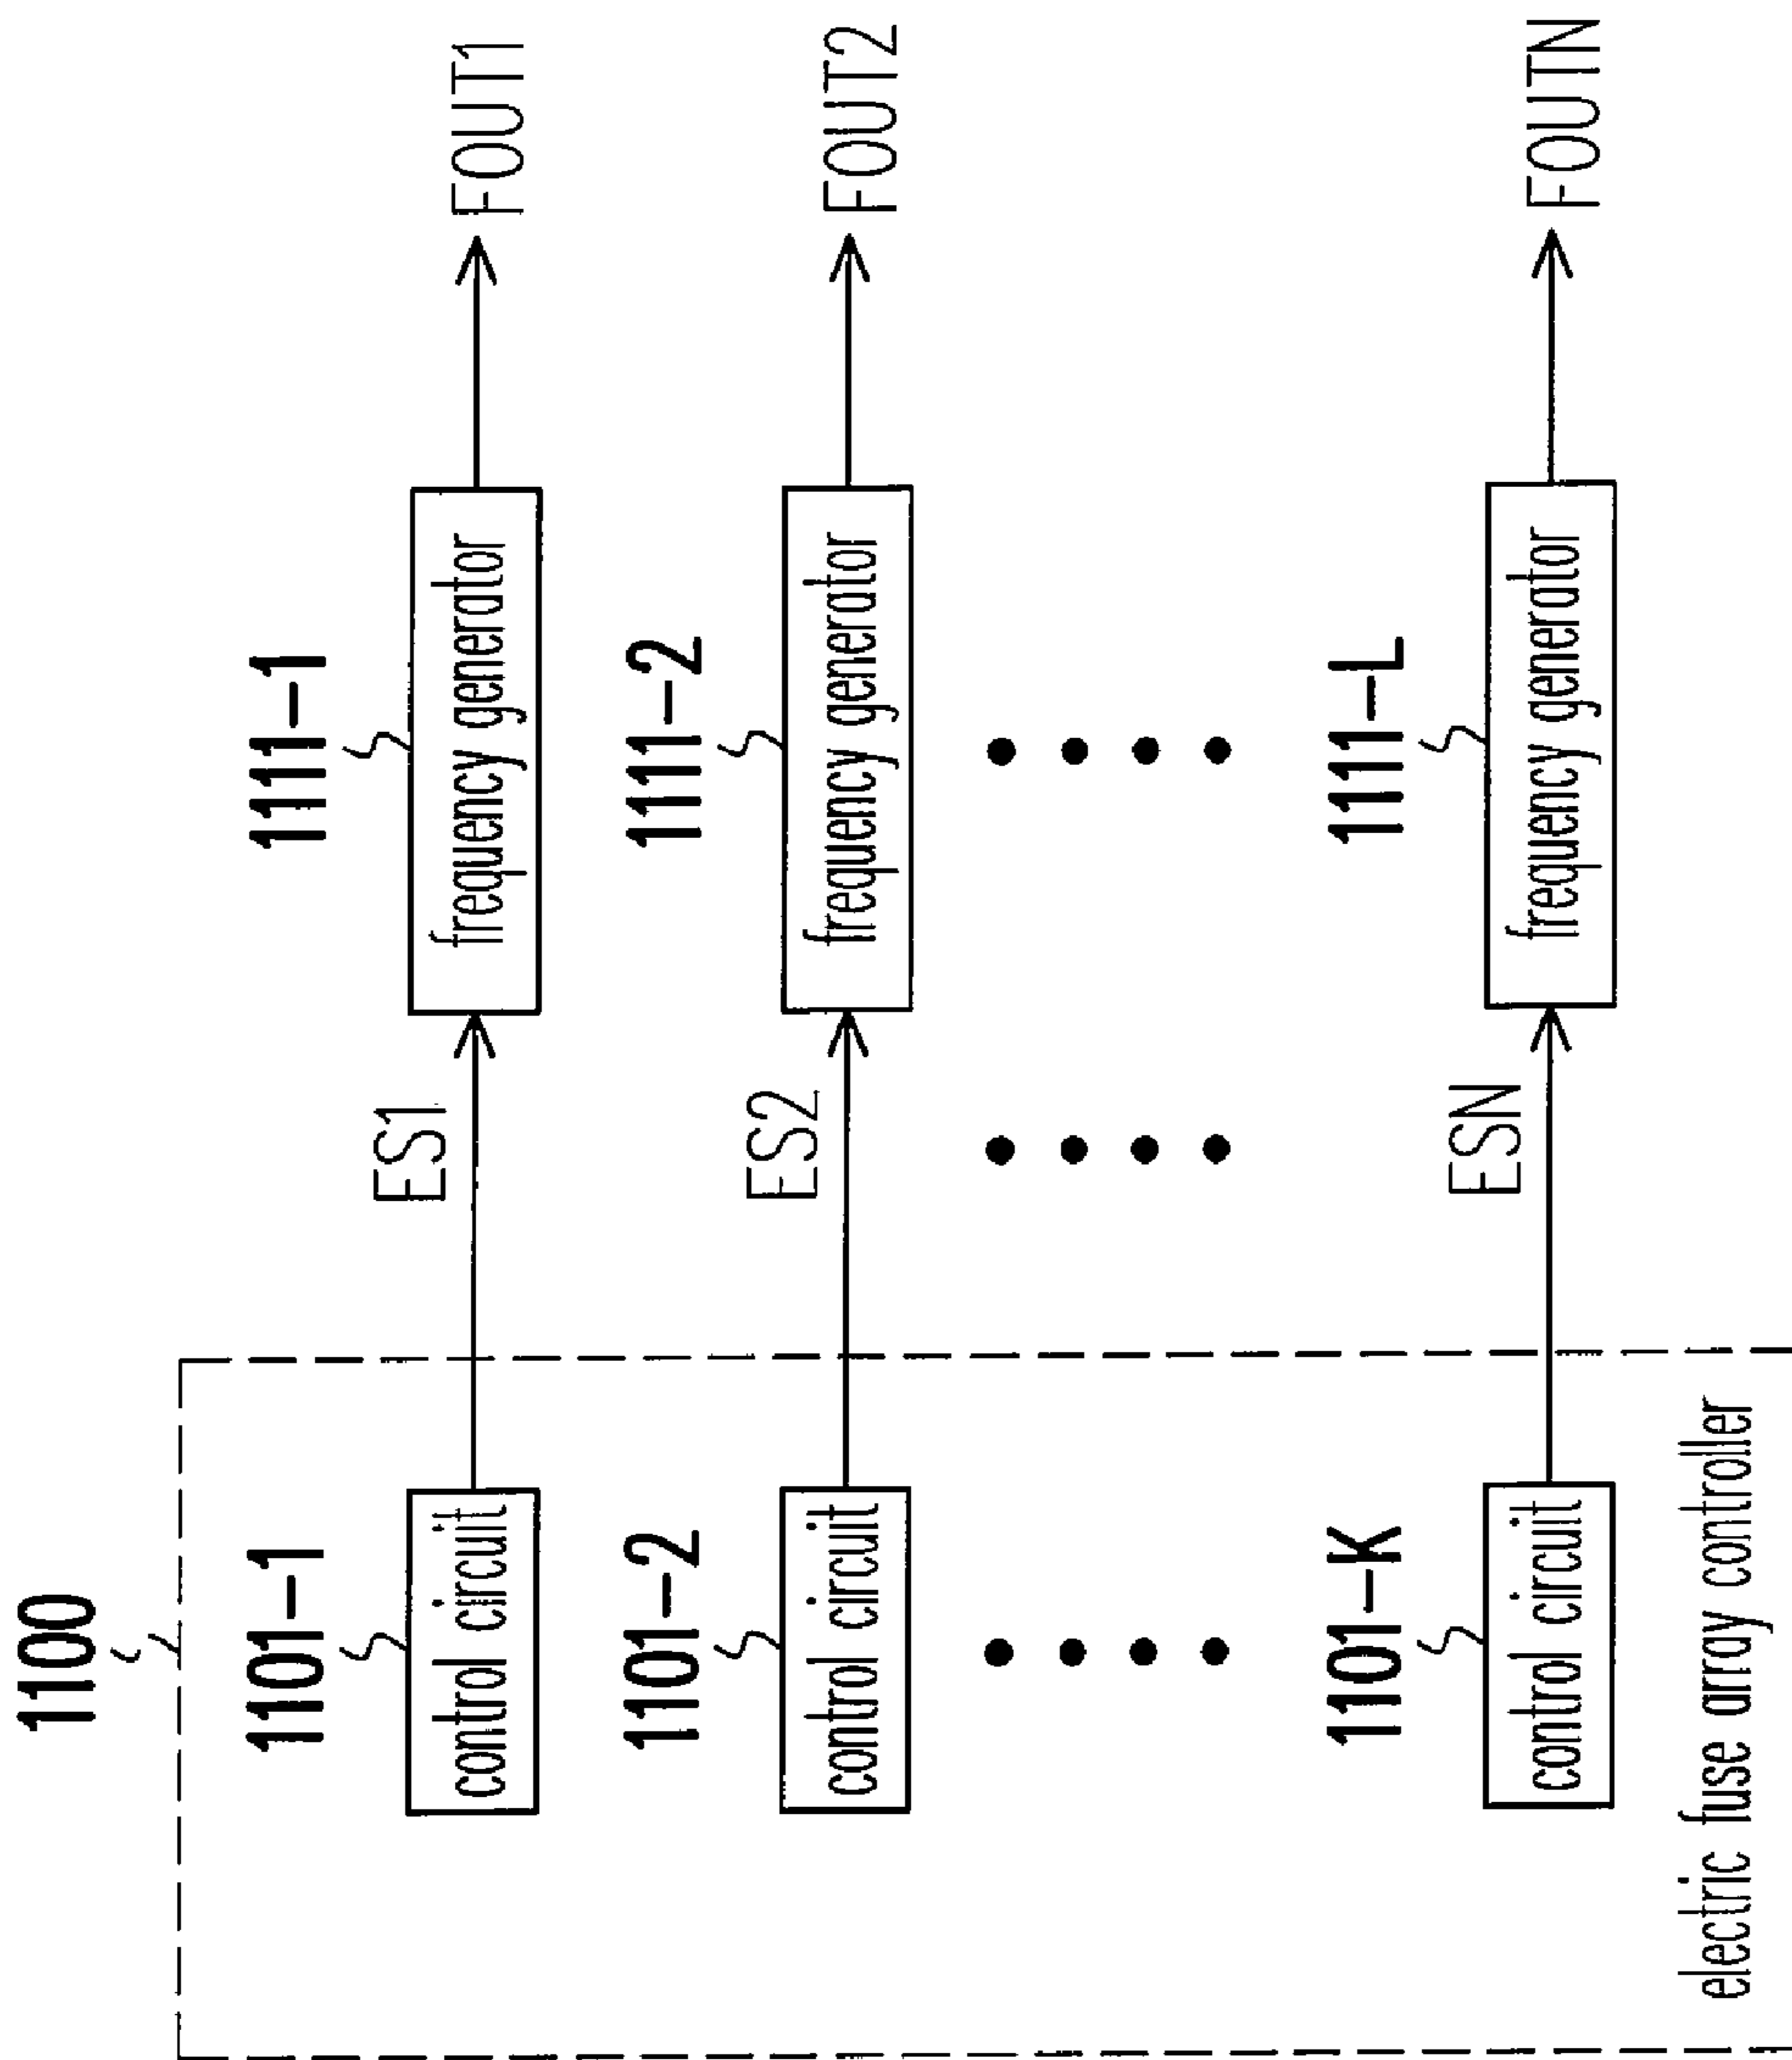 1100
1101-1
control circuit
ES1
1111-1
frequency generator
FOUT1
1101-2
control circuit
ES2
1111-2
frequency generator
FOUT2
1101-K
control circuit
ESN
1111-L
frequency generator
FOUTN
electric fuse array controller